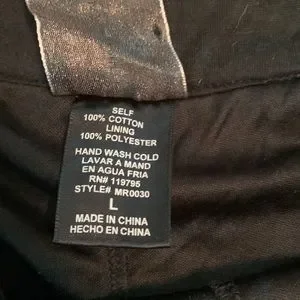 SELF
100% COTTON
LINING
100% POLYESTER
HAND WASH COLD
LAVAR A MAND
EN AGUA FRIA
RN# 119795
STYLE# MR0030
L
MADE IN CHINA
HECHO EN CHINA